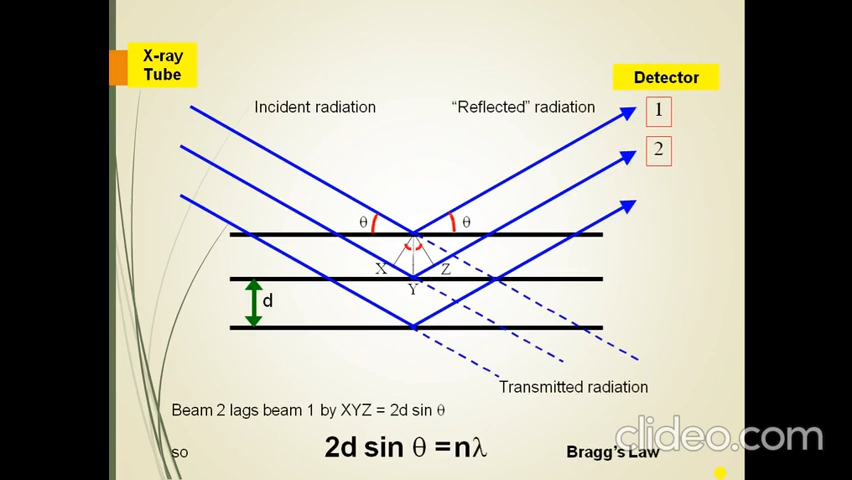 X-ray
Tube
Detector
Incident radiation
“Reflected” radiation
1
2
θ
θ
X
Z
Y
d
Transmitted radiation
Beam 2 lags beam 1 by XYZ = 2d sin θ
so
2d sin θ = nλ
Bragg’s Law
clideo.com